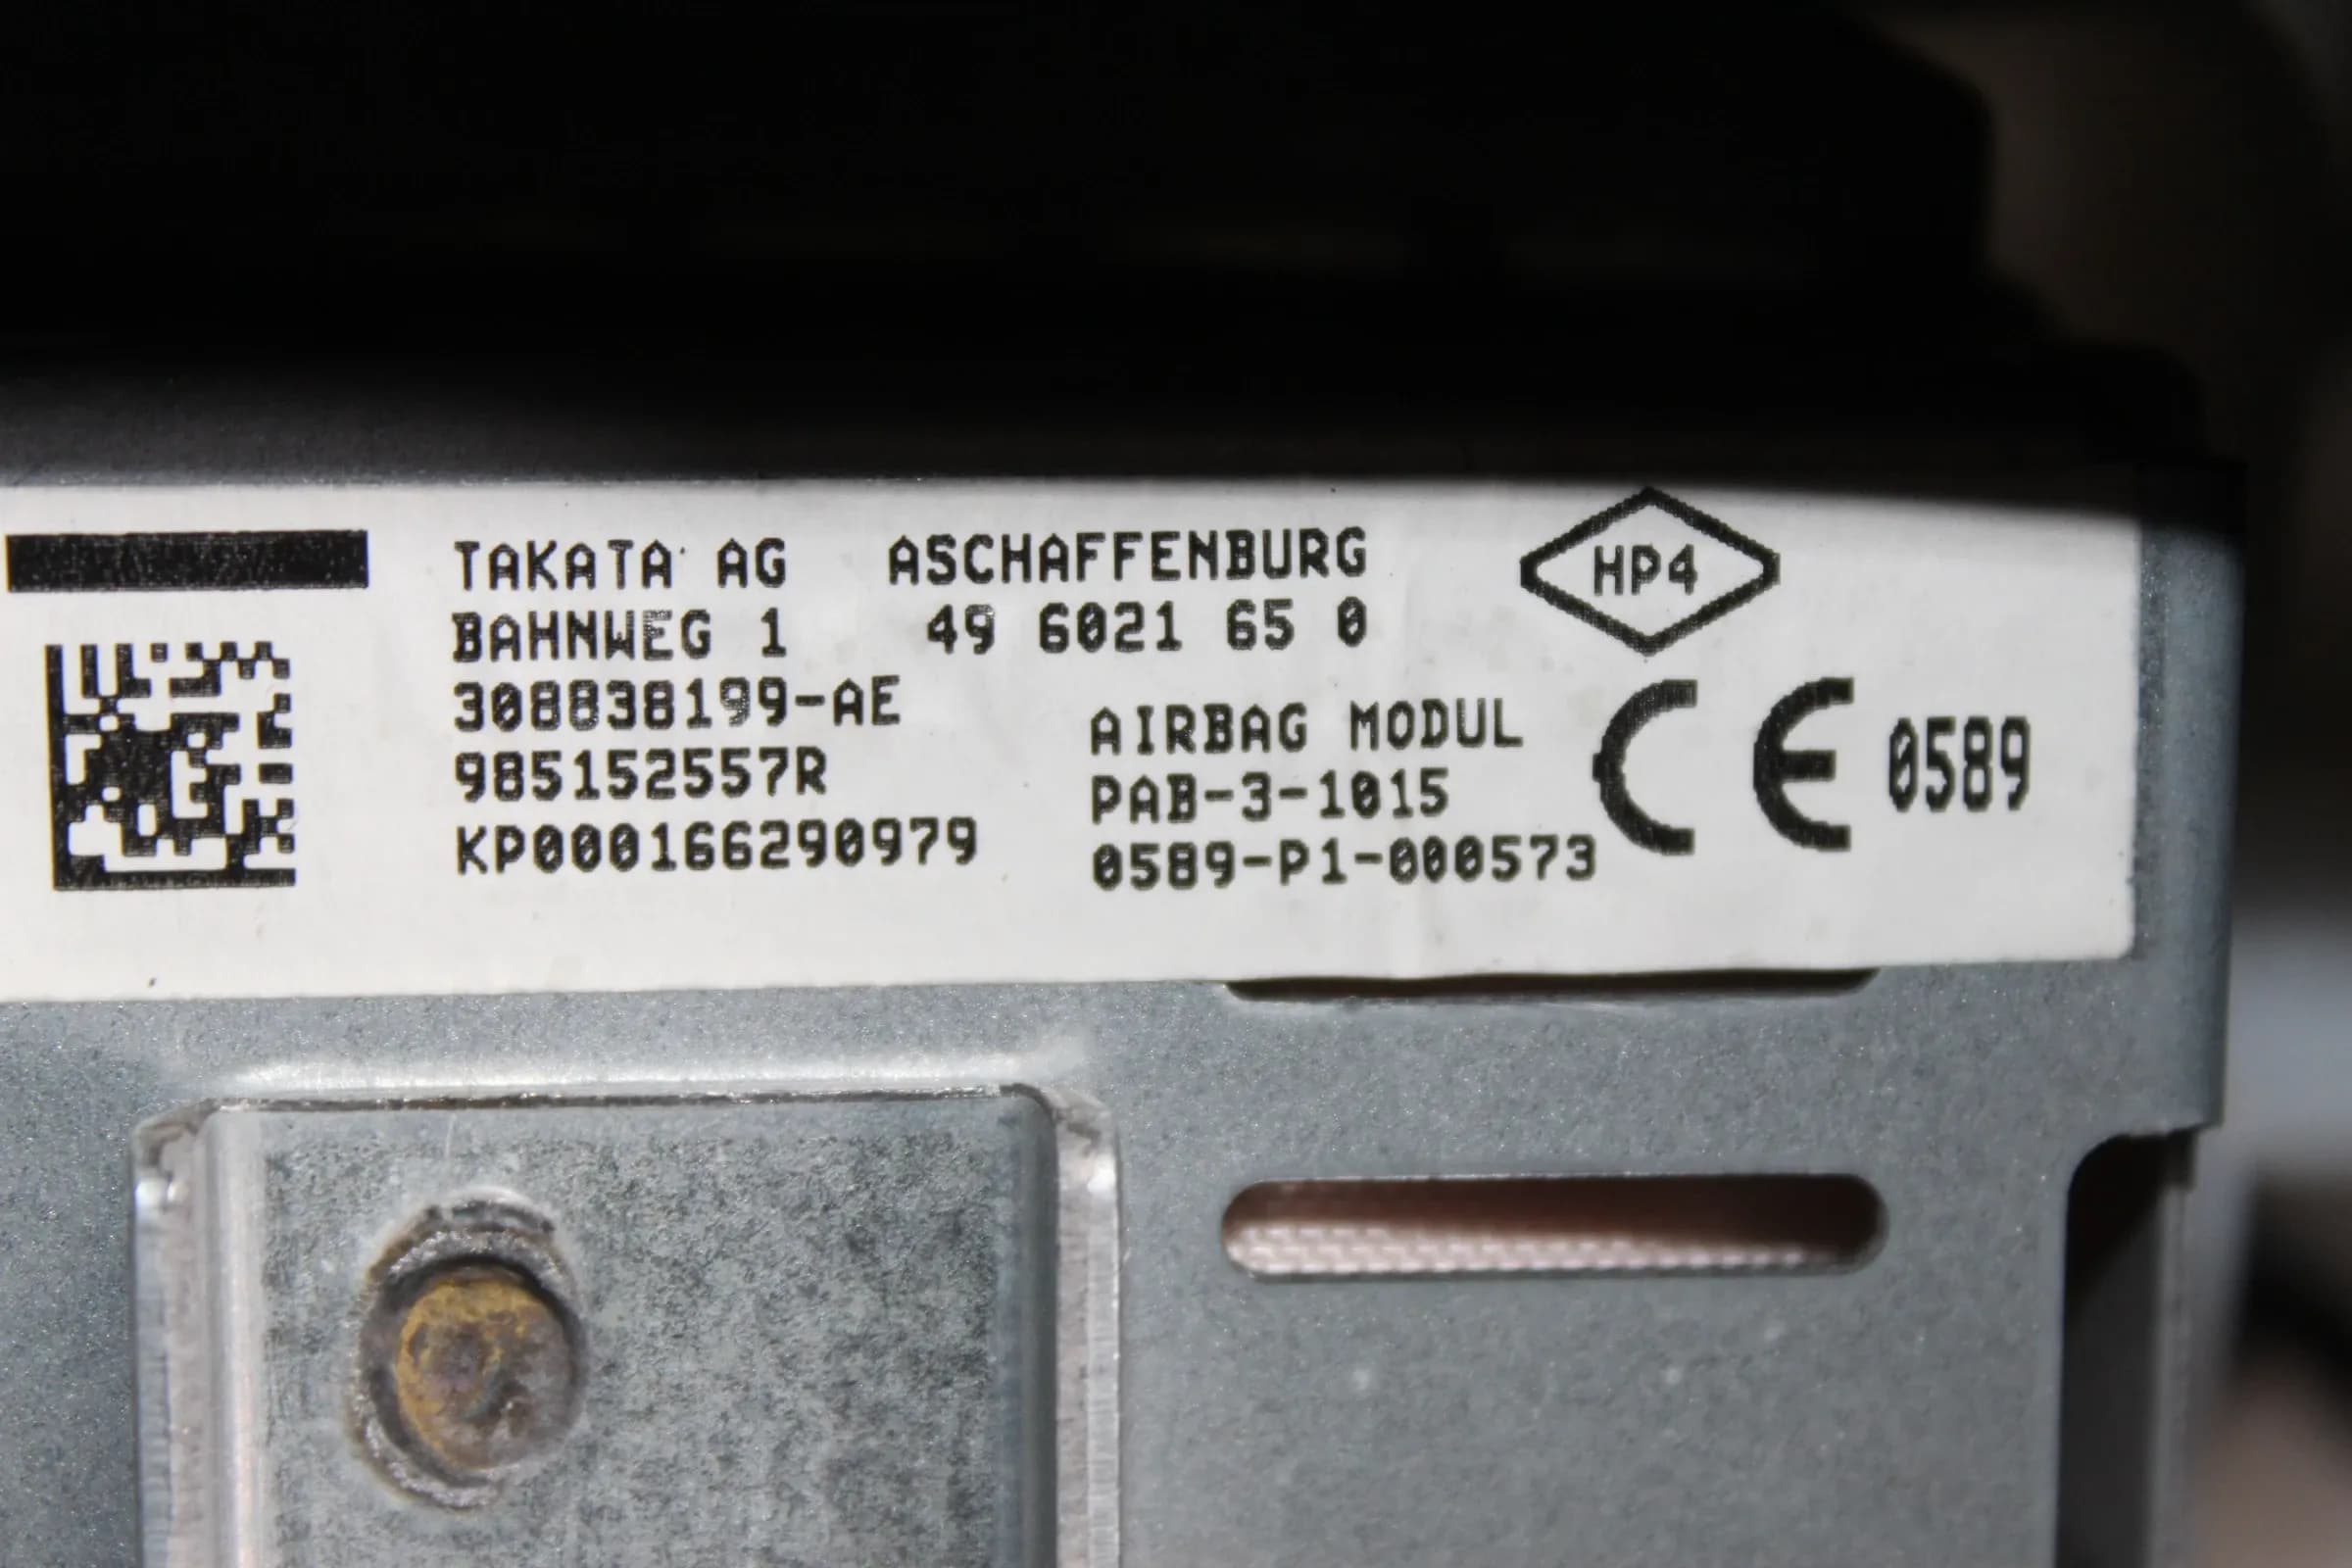 TAKATA AG ASCHAFFENBURG
BAHNWEG 1 49 6021 65 0
308838199-AE
985152557R
KP000166290979
AIRBAG MODUL
PAB-3-1015
0589-P1-000573
HP4
CE 0589